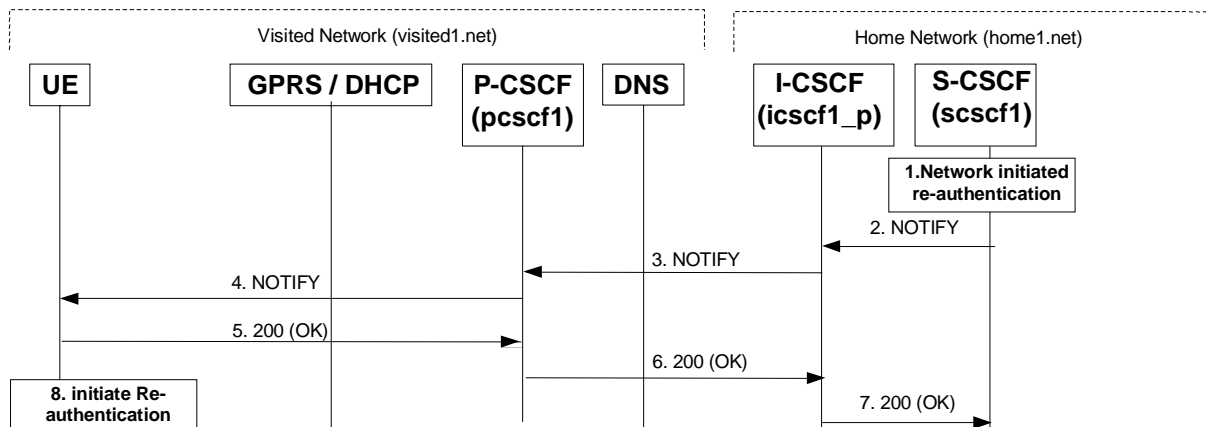 Visited Network (visited1.net)
Home Network (home1.net)
UE
GPRS / DHCP
P-CSCF
(pcscf1)
DNS
I-CSCF
(icscf1_p)
S-CSCF
(scscf1)
1.Network initiated
re-authentication
2. NOTIFY
3. NOTIFY
4. NOTIFY
5. 200 (OK)
6. 200 (OK)
7. 200 (OK)
8. initiate Re-
authentication